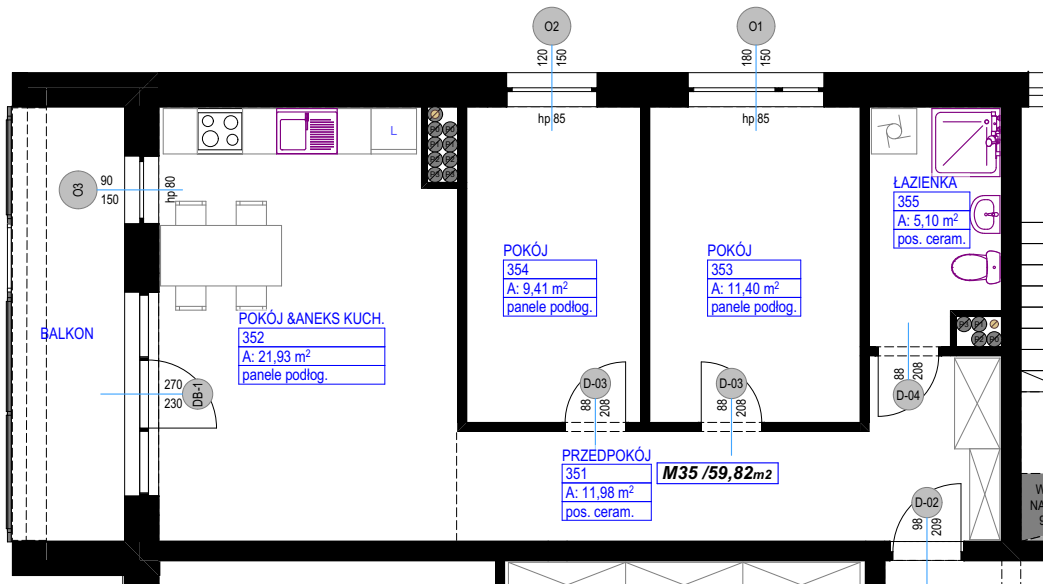 O2
O1
120
150
180
150
hp 85
hp 85
L
O3
90
150
hp 80
ŁAZIENKA
355
A: 5,10 m²
pos. ceram.
POKÓJ
354
A: 9,41 m²
panele podłog.
POKÓJ
353
A: 11,40 m²
panele podłog.
BALKON
POKÓJ &ANEKS KUCH.
352
A: 21,93 m²
panele podłog.
270
230
DB-1
D-03
88
208
D-03
88
208
D-04
88
208
PRZEDPOKÓJ
351
A: 11,98 m²
pos. ceram.
M35 /59,82m2
D-02
98
209
W
NA
9